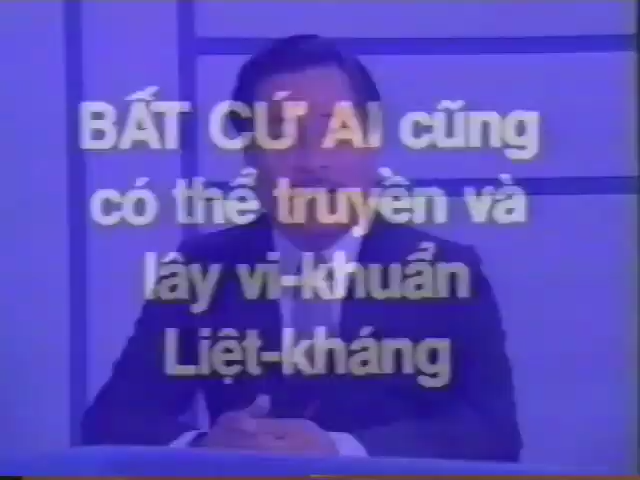 BẤT CỨ AI cũng
có thể truyền và
lây vi-khuẩn
Liệt-kháng